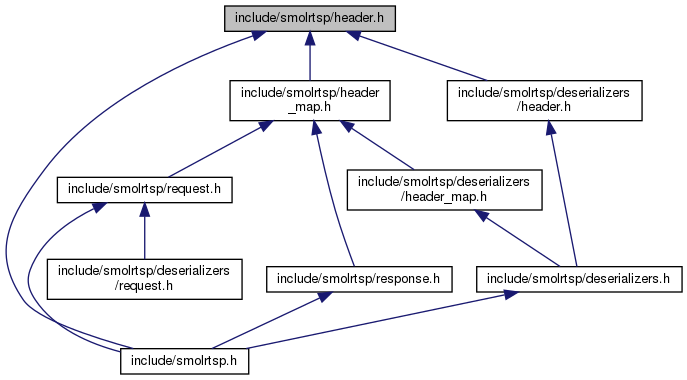 include/smolrtsp/header.h
include/smolrtsp/header
_map.h
include/smolrtsp/deserializers
/header.h
include/smolrtsp/request.h
include/smolrtsp/deserializers
/header_map.h
include/smolrtsp/deserializers
/request.h
include/smolrtsp/response.h
include/smolrtsp/deserializers.h
include/smolrtsp.h